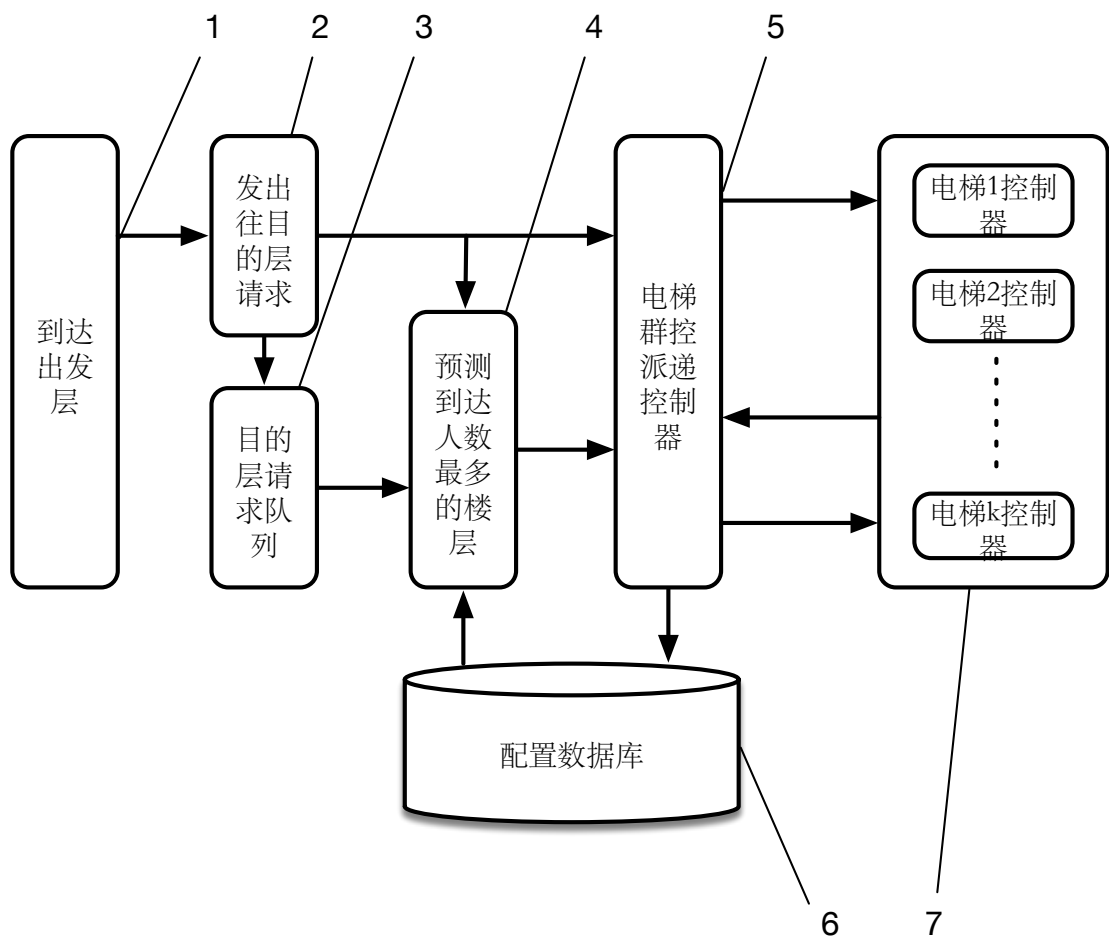 1
2
3
4
5
到达
出发
层
发出
往目
的层
请求
目的
层请
求队
列
预测
到达
人数
最多
的楼
层
电梯
群控
派递
控制
器
电梯1控制
器
电梯2控制
器
电梯k控制
器
配置数据库
6
7